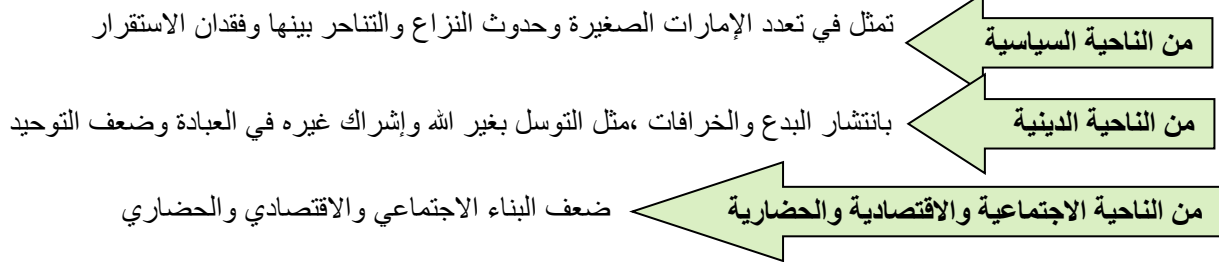 من الناحية السياسية تمثل في تعدد الإمارات الصغيرة وحدوث النزاع والتناحر بينها وفقدان الاستقرار
من الناحية الدينية بانتشار البدع والخرافات ،مثل التوسل بغير الله وإشراك غيره في العبادة وضعف التوحيد
من الناحية الاجتماعية والاقتصادية والحضارية ضعف البناء الاجتماعي والاقتصادي والحضاري